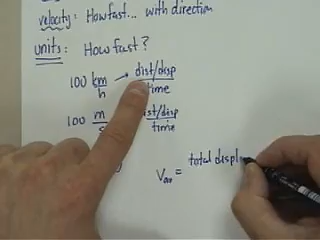 velocity: How fast... with direction
units: How fast?
100 km/h → dist/disp / time
100 m/ dist/disp / time
Vav = total displ